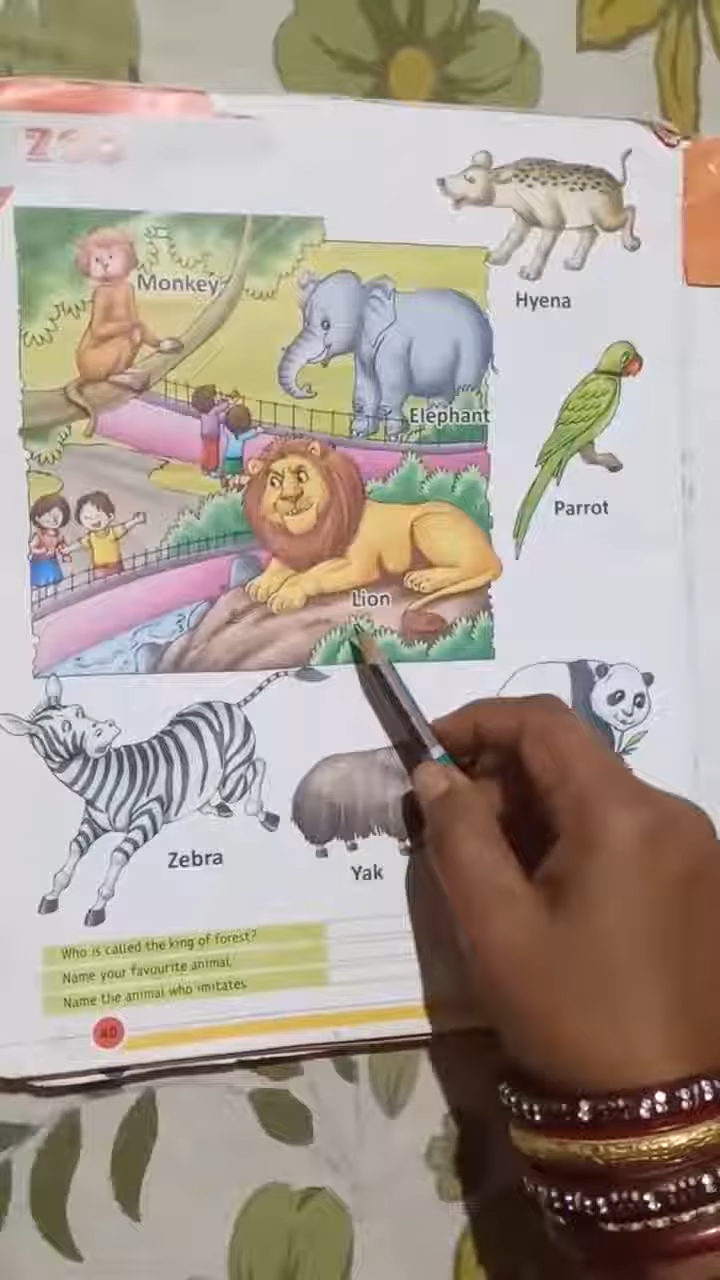 ZOO
Monkey
Hyena
Elephant
Parrot
Lion
Zebra
Yak
Who is called the king of forest?
Name your favourite animal.
Name the animal who imitates
40